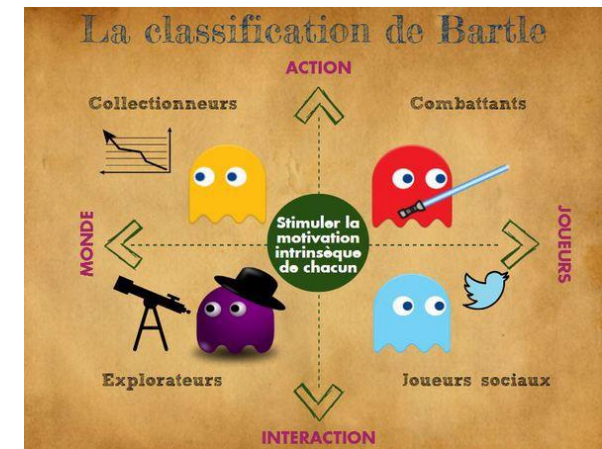 La classification de Bartle
ACTION
Collectionneurs
Combattants
Stimuler la
motivation
intrinsèque
de chacun
MONDE
JOUEURS
Explorateurs
Joueurs sociaux
INTERACTION